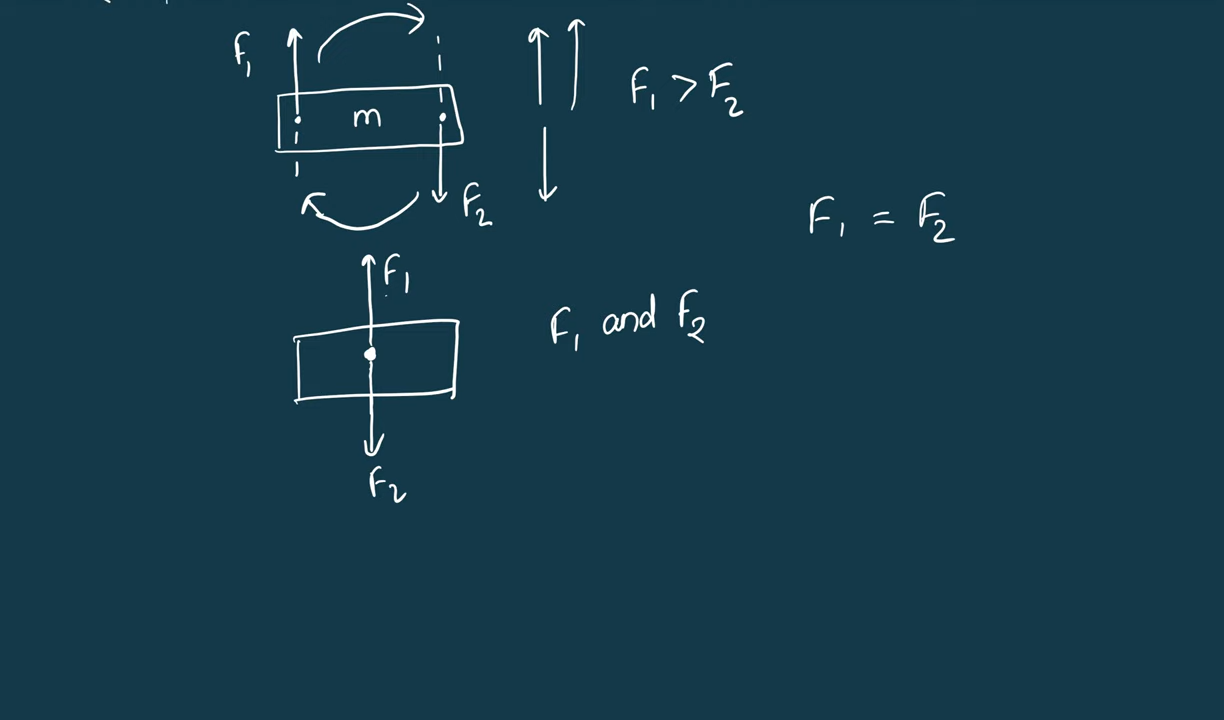 F₁
m
F₁ > F₂
F₂
F₁ = F₂
F₁
F₁ and F₂
F₂